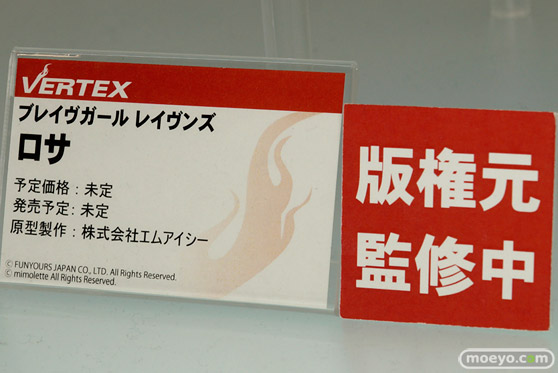 VERTEX
ブレイヴガール レイヴンズ
ロサ
予定価格：未定
発売予定：未定
原型製作：株式会社エムアイシー
© FUNYOURS JAPAN CO., LTD. All Rights Reserved.
© mimolette All Rights Reserved.
版権元
監修中
moeyo.com